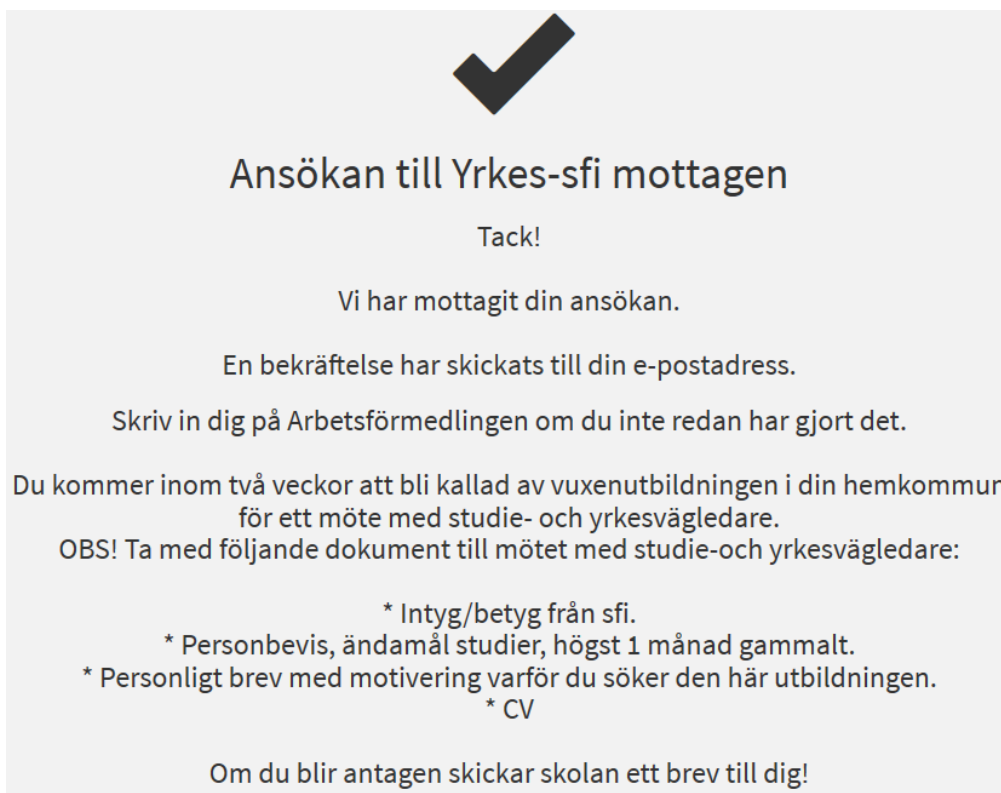 Ansökan till Yrkes-sfi mottagen
Tack!
Vi har mottagit din ansökan.
En bekräftelse har skickats till din e-postadress.
Skriv in dig på Arbetsförmedlingen om du inte redan har gjort det.
Du kommer inom två veckor att bli kallad av vuxenutbildningen i din hemkommun
för ett möte med studie- och yrkesvägledare.
OBS! Ta med följande dokument till mötet med studie-och yrkesvägledare:
* Intyg/betyg från sfi.
* Personbevis, ändamål studier, högst 1 månad gammalt.
* Personligt brev med motivering varför du söker den här utbildningen.
* CV
Om du blir antagen skickar skolan ett brev till dig!